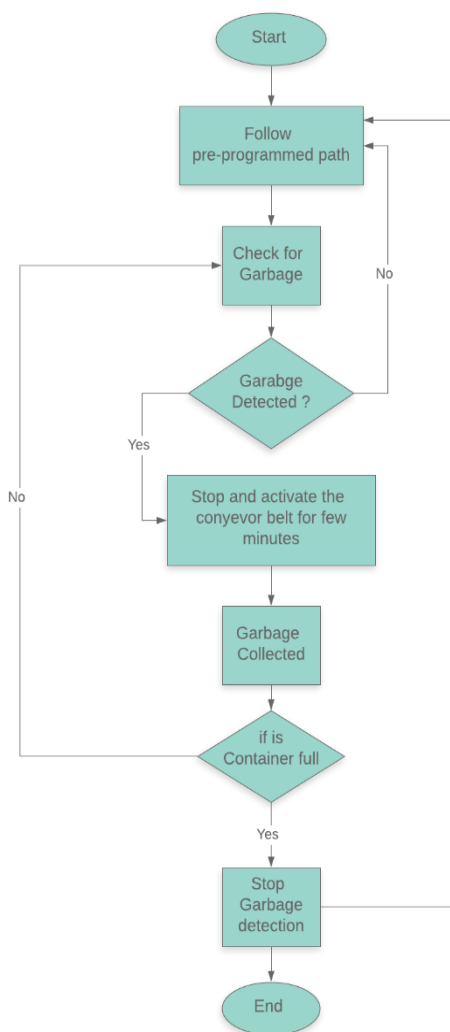 Start
Follow
pre-programmed path
Check for
Garbage
No
Garabge
Detected ?
Yes
No
Stop and activate the
conyevor belt for few
minutes
Garbage
Collected
if is
Container full
Yes
Stop
Garbage
detection
End